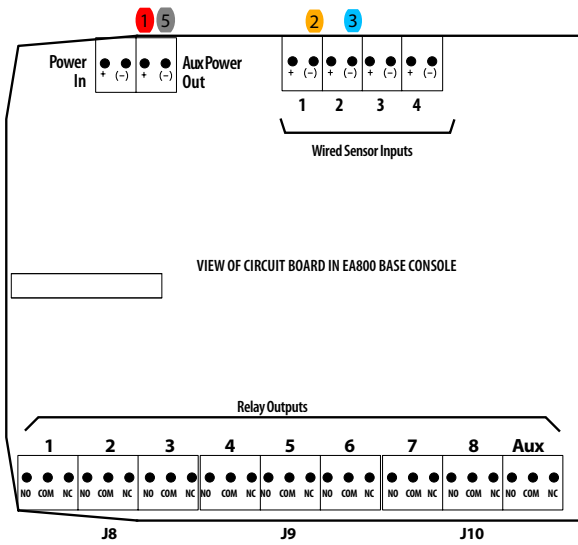 1 5 2 3
Power In
+ (–) + (–)
Aux Power Out
+ (–) + (–) + (–) + (–)
1 2 3 4
Wired Sensor Inputs
VIEW OF CIRCUIT BOARD IN EA800 BASE CONSOLE
Relay Outputs
1 2 3 4 5 6 7 8 Aux
NO COM NC NO COM NC NO COM NC NO COM NC NO COM NC NO COM NC NO COM NC NO COM NC NO COM NC
J8 J9 J10